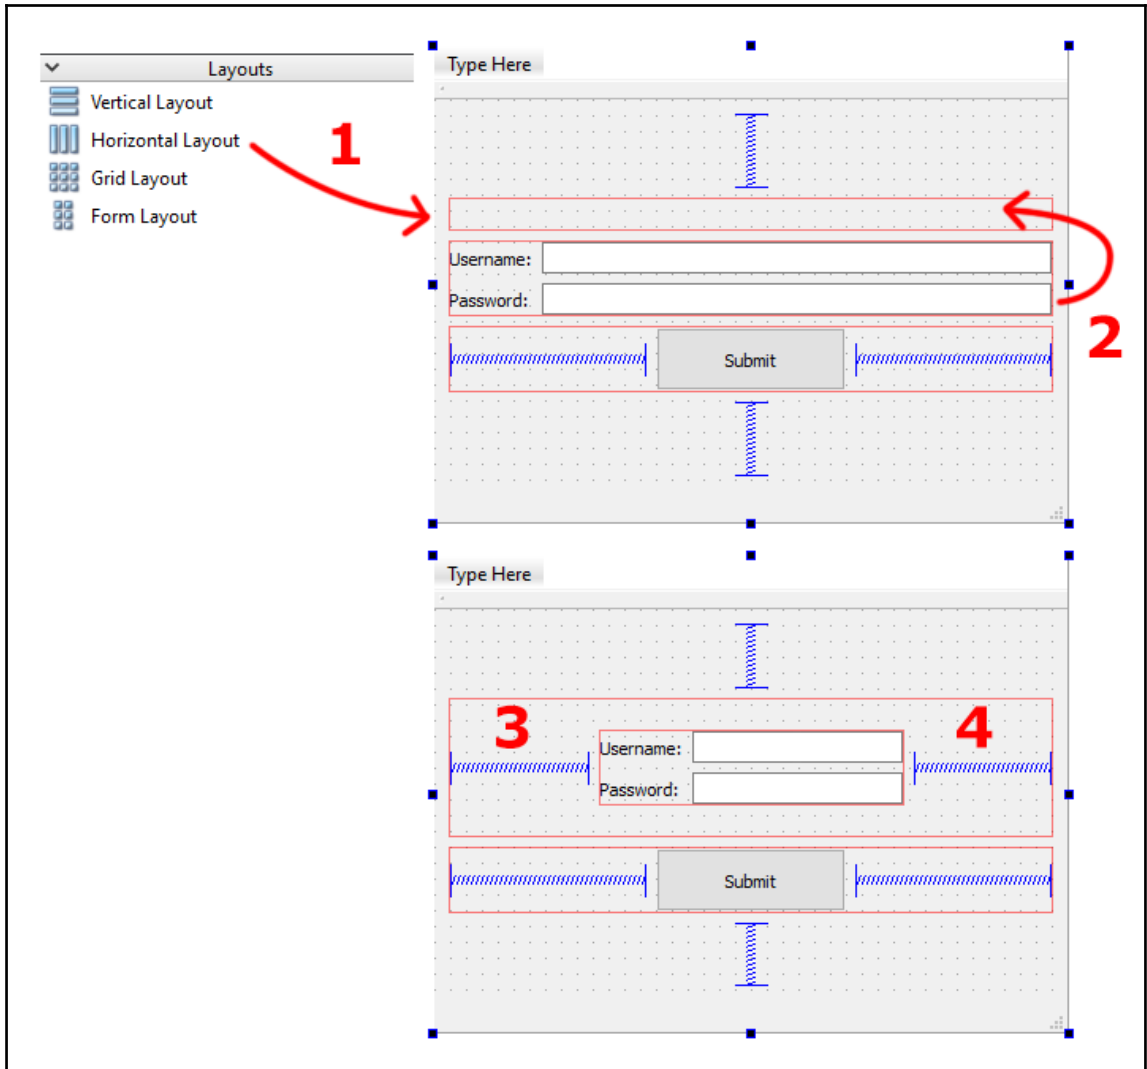 Layouts
Vertical Layout
Horizontal Layout
Grid Layout
Form Layout
1
Type Here
Username:
Password:
2
Submit
Type Here
3
4
Username:
Password:
Submit